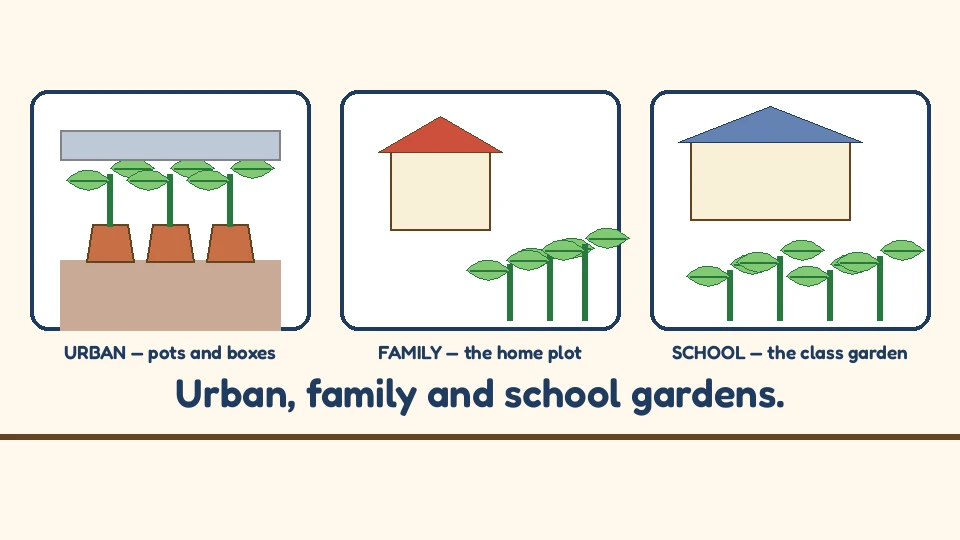 URBAN — pots and boxes
FAMILY — the home plot
SCHOOL — the class garden
Urban, family and school gardens.